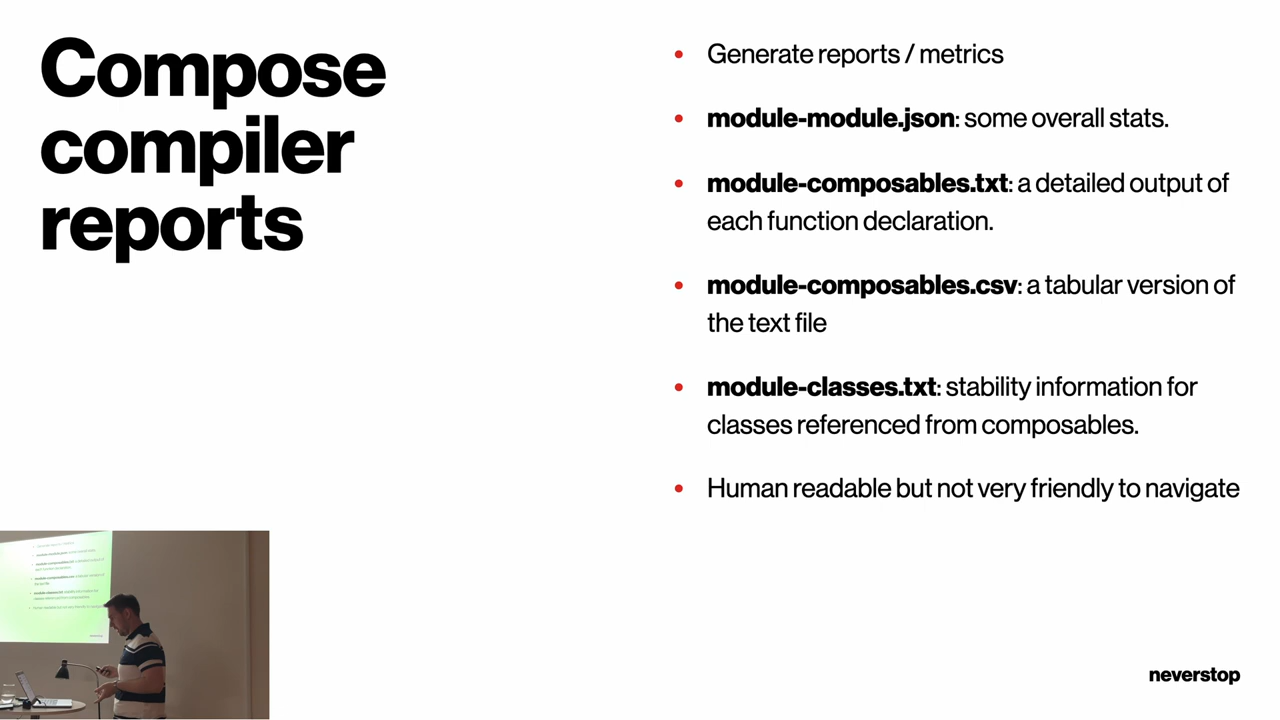 Compose
compiler
reports
• Generate reports / metrics
• module-module.json: some overall stats.
• module-composables.txt: a detailed output of
each function declaration.
• module-composables.csv: a tabular version of
the text file
• module-classes.txt: stability information for
classes referenced from composables.
• Human readable but not very friendly to navigate
neverstop